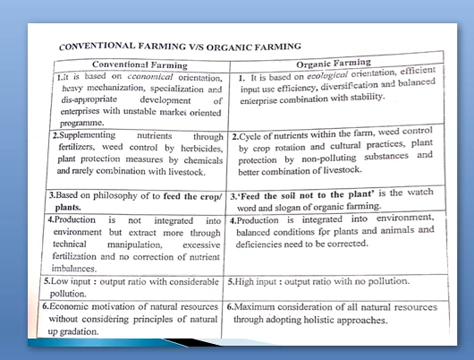 CONVENTIONAL FARMING V/S ORGANIC FARMING
Conventional Farming
1.It is based on economical orientation,
heavy mechanization, specialization and
dis-appropriate development of
enterprises with unstable market oriented
programme.
2.Supplementing nutrients through
fertilizers, weed control by herbicides,
plant protection measures by chemicals
and rarely combination with livestock.
3.Based on philosophy of to feed the crop/
plants.
4.Production is not integrated into
environment but extract more through
technical manipulation, excessive
fertilization and no correction of nutrient
imbalances.
5.Low input : output ratio with considerable
pollution.
6.Economic motivation of natural resources
without considering principles of natural
up gradation.
Organic Farming
1. It is based on ecological orientation, efficient
input use efficiency, diversification and balanced
enterprise combination with stability.
2.Cycle of nutrients within the farm, weed control
by crop rotation and cultural practices, plant
protection by non-polluting substances and
better combination of livestock.
3.‘Feed the soil not to the plant’ is the watch
word and slogan of organic farming.
4.Production is integrated into environment,
balanced conditions for plants and animals and
deficiencies need to be corrected.
5.High input : output ratio with no pollution.
6.Maximum consideration of all natural resources
through adopting holistic approaches.